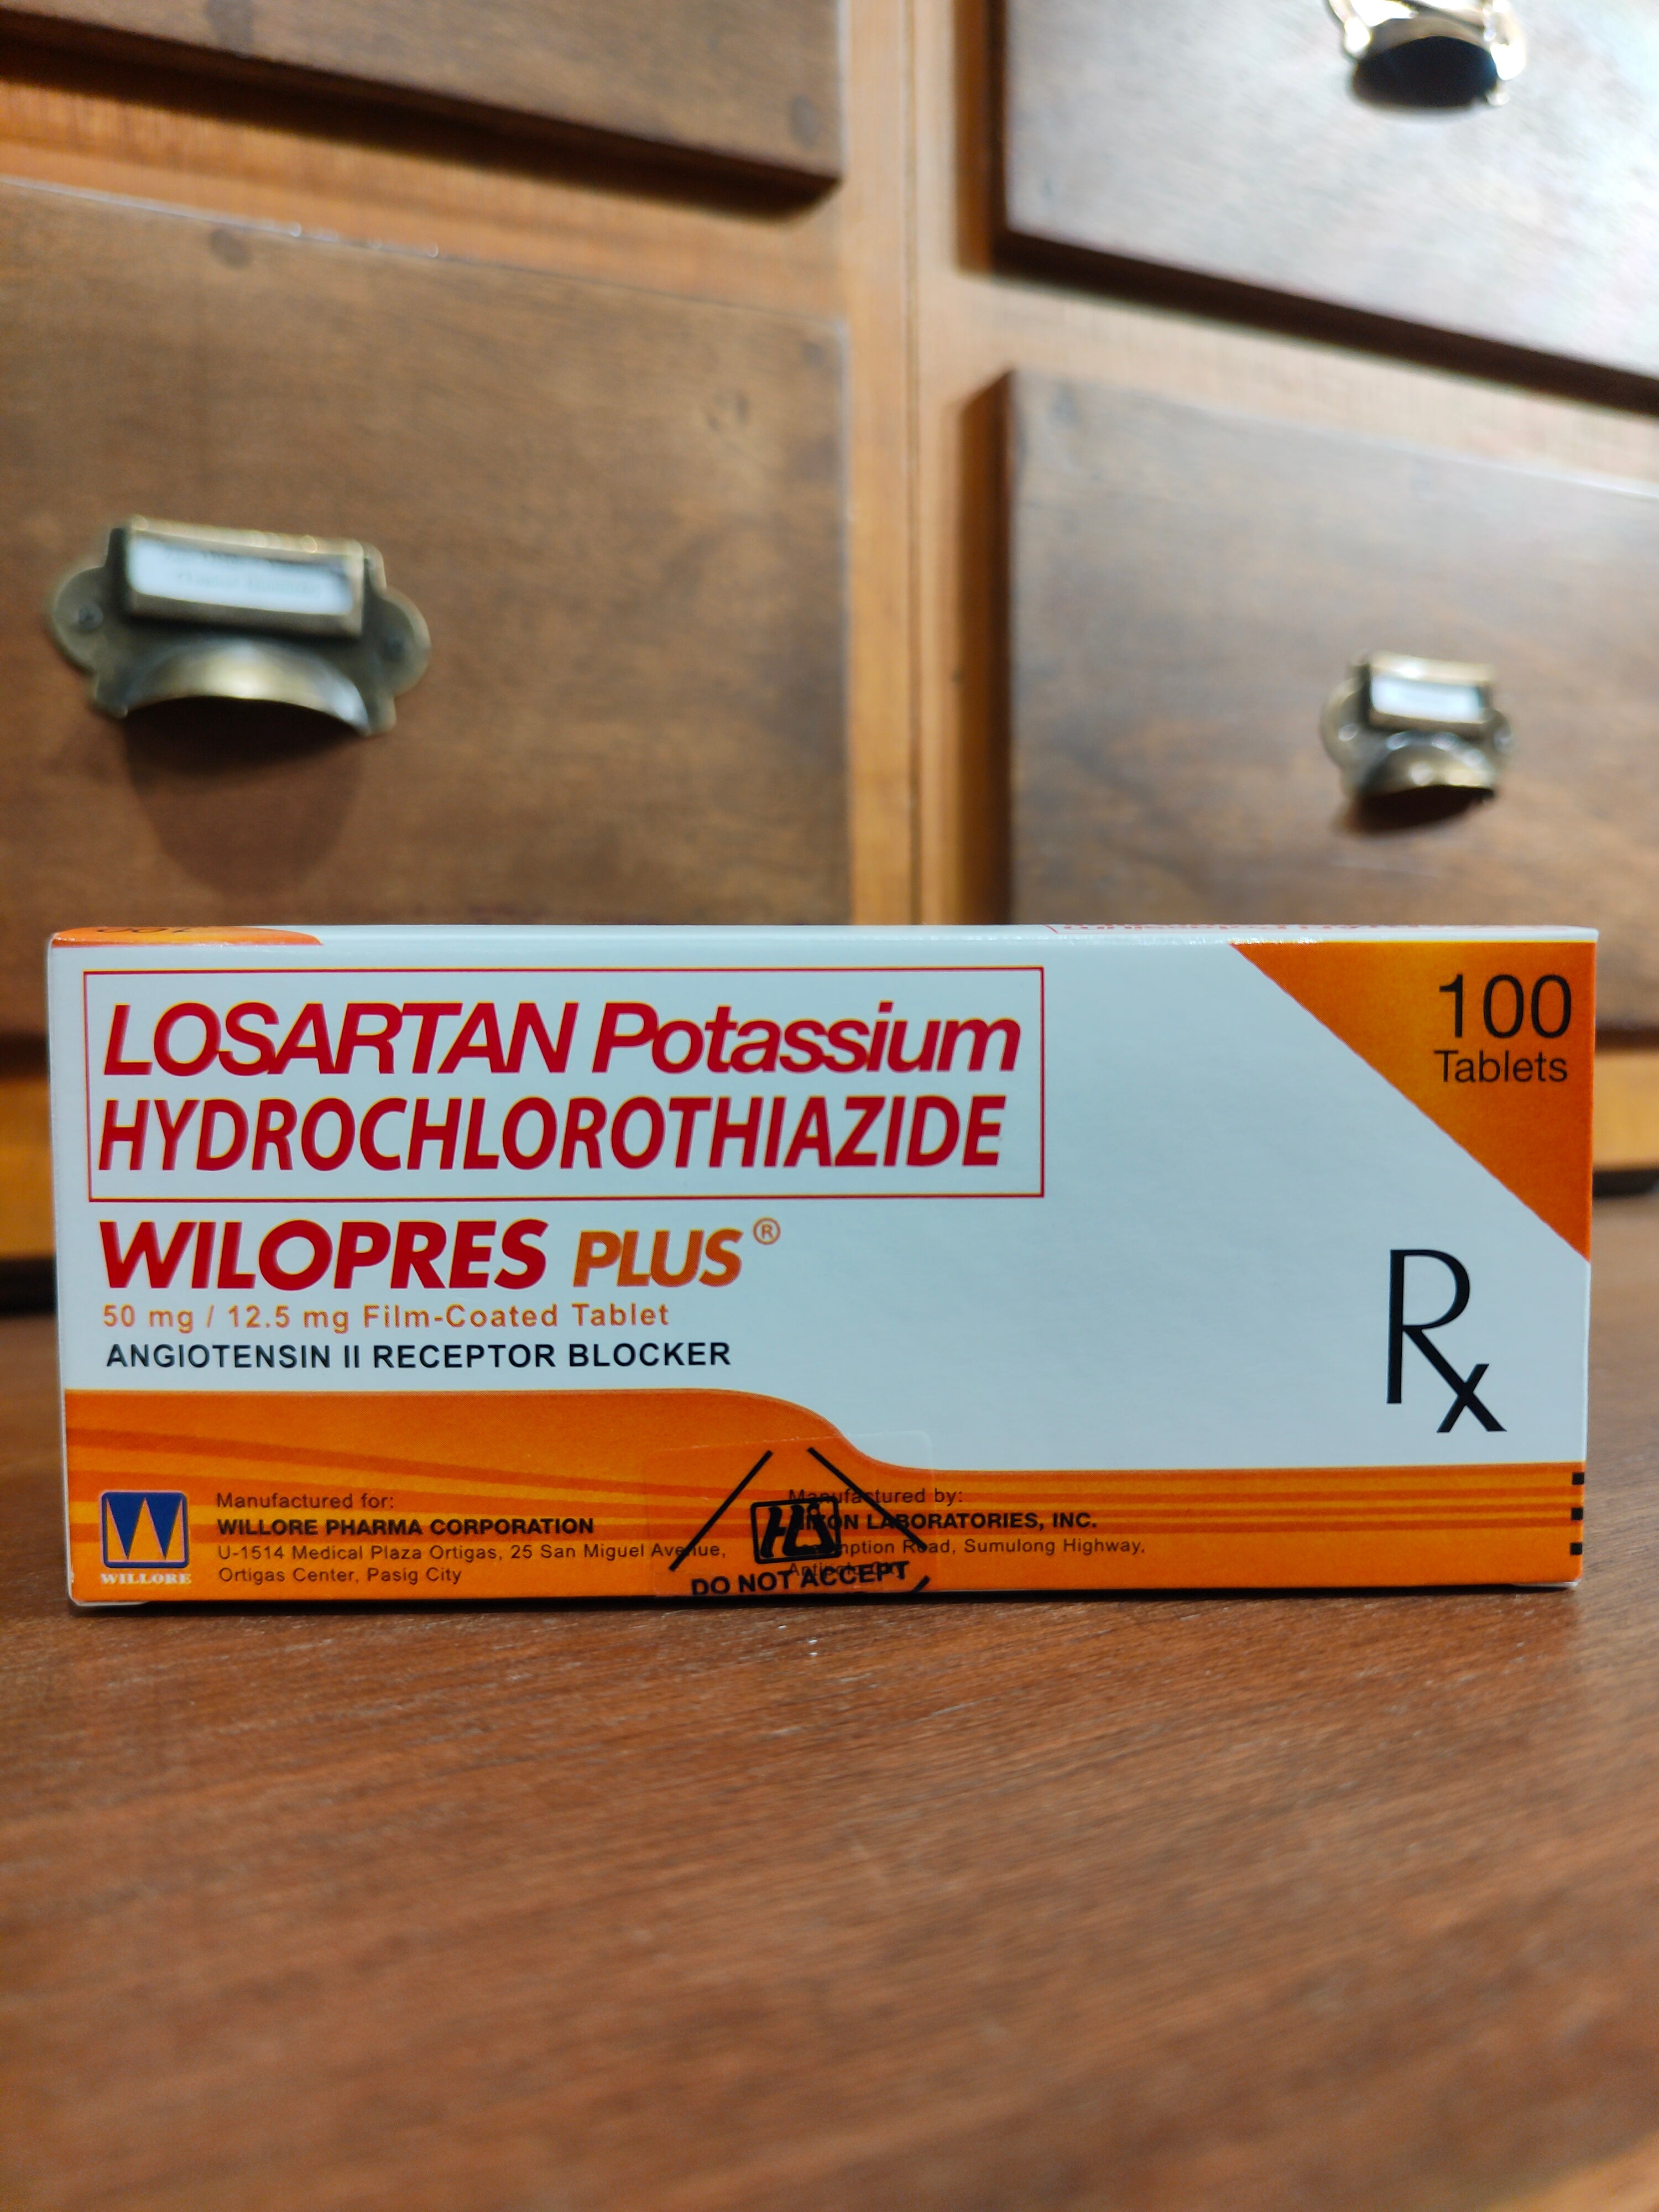 LOSARTAN Potassium
HYDROCHLOROTHIAZIDE
WILOPRES PLUS®
50 mg / 12.5 mg Film-Coated Tablet
ANGIOTENSIN II RECEPTOR BLOCKER
100
Tablets
Rx
WILLORE
Manufactured for:
WILLORE PHARMA CORPORATION
U-1514 Medical Plaza Ortigas, 25 San Miguel Avenue,
Ortigas Center, Pasig City
Manufactured by:
LABORATORIES, INC.
Road, Sumulong Highway,
DO NOT ACCEPT